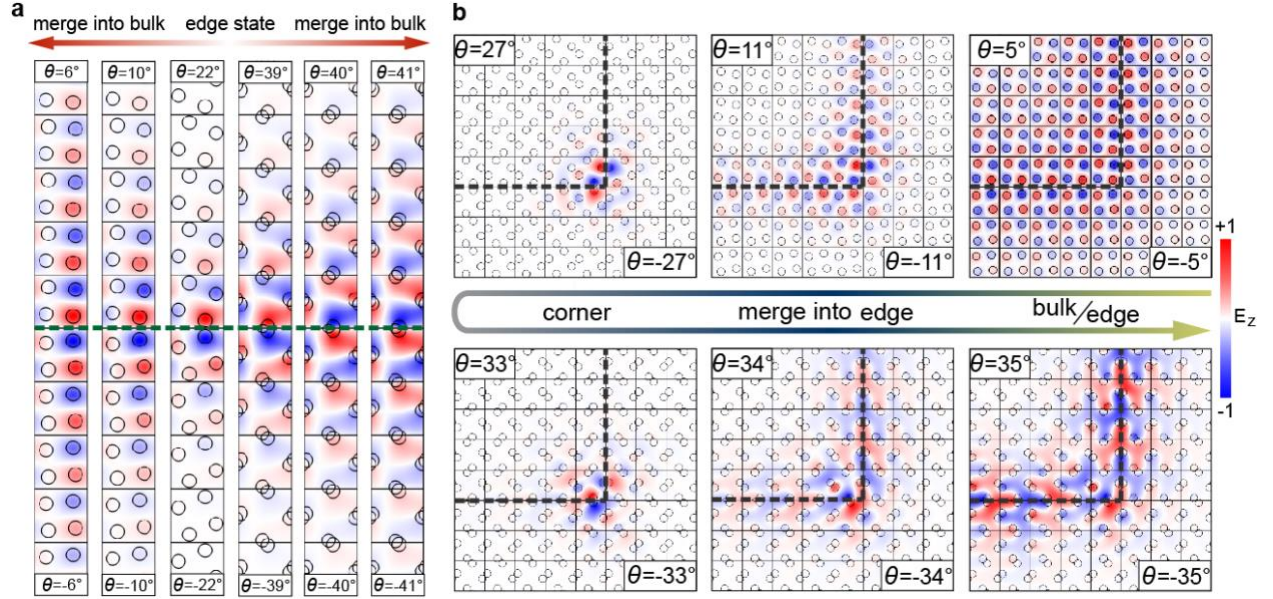 a
merge into bulk edge state merge into bulk
θ=6° θ=10° θ=22° θ=39° θ=40° θ=41°
θ=-6° θ=-10° θ=-22° θ=-39° θ=-40° θ=-41°
b
θ=27° θ=11° θ=5°
θ=-27° θ=-11° θ=-5°
corner merge into edge bulk/edge
θ=33° θ=34° θ=35°
θ=-33° θ=-34° θ=-35°
+1
Ez
-1